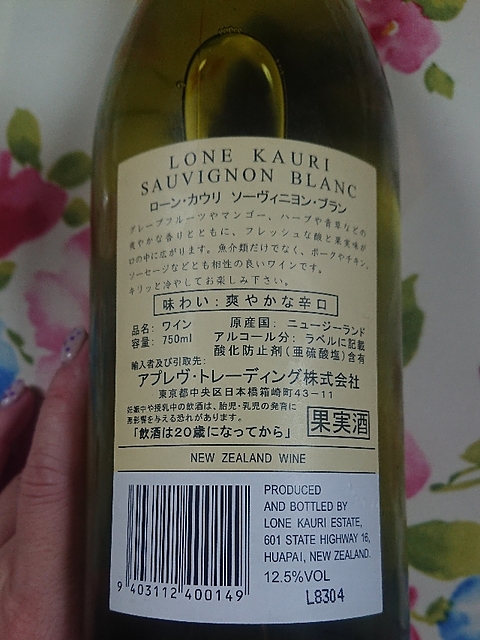 LONE KAURI
SAUVIGNON BLANC
ローン・カウリ ソーヴィニヨン・ブラン
グレープフルーツやマンゴー、ハーブや青草などの
爽やかな香りとともに、フレッシュな酸と果実味が
口の中に広がります。魚介類だけでなく、ポークやチキン、
ソーセージなどとも相性の良いワインです。
キリッと冷やしてお楽しみ下さい。
味わい:爽やかな辛口
品名: ワイン 原産国: ニュージーランド
容量: 750ml アルコール分: ラベルに記載
酸化防止剤(亜硫酸塩)含有
輸入者及び引取先:
アプレヴ・トレーディング株式会社
東京都中央区日本橋箱崎町43-11
妊娠中や授乳中の飲酒は、胎児・乳児の発育に
悪影響を与える恐れがあります。
「飲酒は20歳になってから」 果実酒
NEW ZEALAND WINE
PRODUCED
AND BOTTLED BY
LONE KAURI ESTATE,
601 STATE HIGHWAY 16,
HUAPAI, NEW ZEALAND.
12.5%VOL
9 403112 400149
L8304